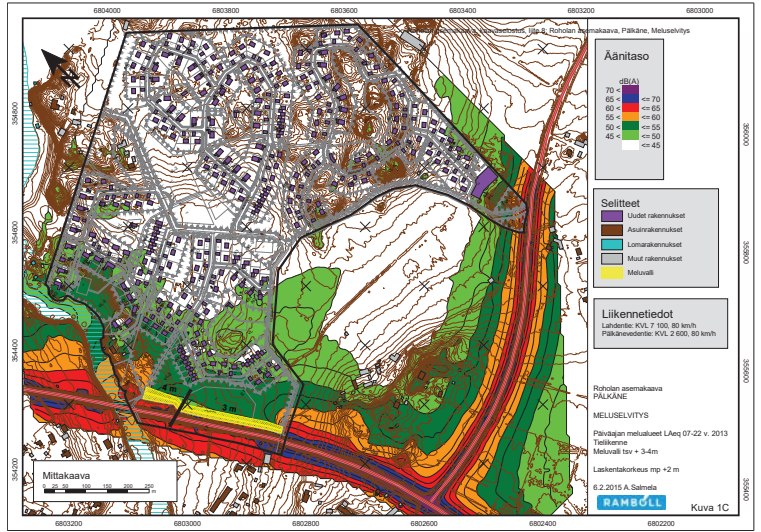 6804000 6803800 6803600 6803400 6803200 6803000
kaavaselostus, liite 8; Roholan asemakaava, Pälkäne, Meluselvitys
N
Äänitaso
dB(A)
70 <
65 < <= 70
60 < <= 65
55 < <= 60
50 < <= 55
45 < <= 50
<= 45
Selitteet
Uudet rakennukset
Asuinrakennukset
Lomarakennukset
Muut rakennukset
Meluvalli
Liikennetiedot
Lahdentie: KVL 7 100, 80 km/h
Pälkänevedentie: KVL 2 600, 80 km/h
Roholan asemakaava
PÄLKÄNE
MELUSELVITYS
Päiväajan melualueet LAeq 07-22 v. 2013
Tieliikenne
Meluvalli tsv + 3-4m
Laskentakorkeus mp +2 m
6.2.2015 A.Salmela
RAMBOLL
Kuva 1C
354800
354600
354400
354200
356000
355800
355600
355400
4 m
3 m
Mittakaava
0 25 50 100 150 200 250
m
6803200 6803000 6802800 6802600 6802400 6802200